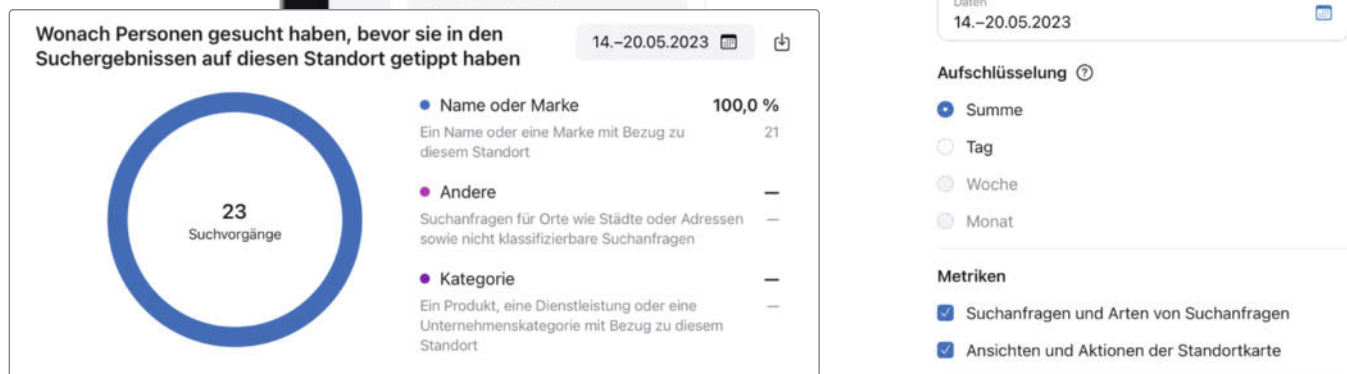 Wonach Personen gesucht haben, bevor sie in den
Suchergebnissen auf diesen Standort getippt haben
14.–20.05.2023
23
Suchvorgänge
Name oder Marke 100,0 %
Ein Name oder eine Marke mit Bezug zu 21
diesem Standort
Andere —
Suchanfragen für Orte wie Städte oder Adressen —
sowie nicht klassifizierbare Suchanfragen
Kategorie —
Ein Produkt, eine Dienstleistung oder eine —
Unternehmenskategorie mit Bezug zu diesem
Standort
Daten
14.–20.05.2023
Aufschlüsselung ?
Summe
Tag
Woche
Monat
Metriken
Suchanfragen und Arten von Suchanfragen
Ansichten und Aktionen der Standortkarte